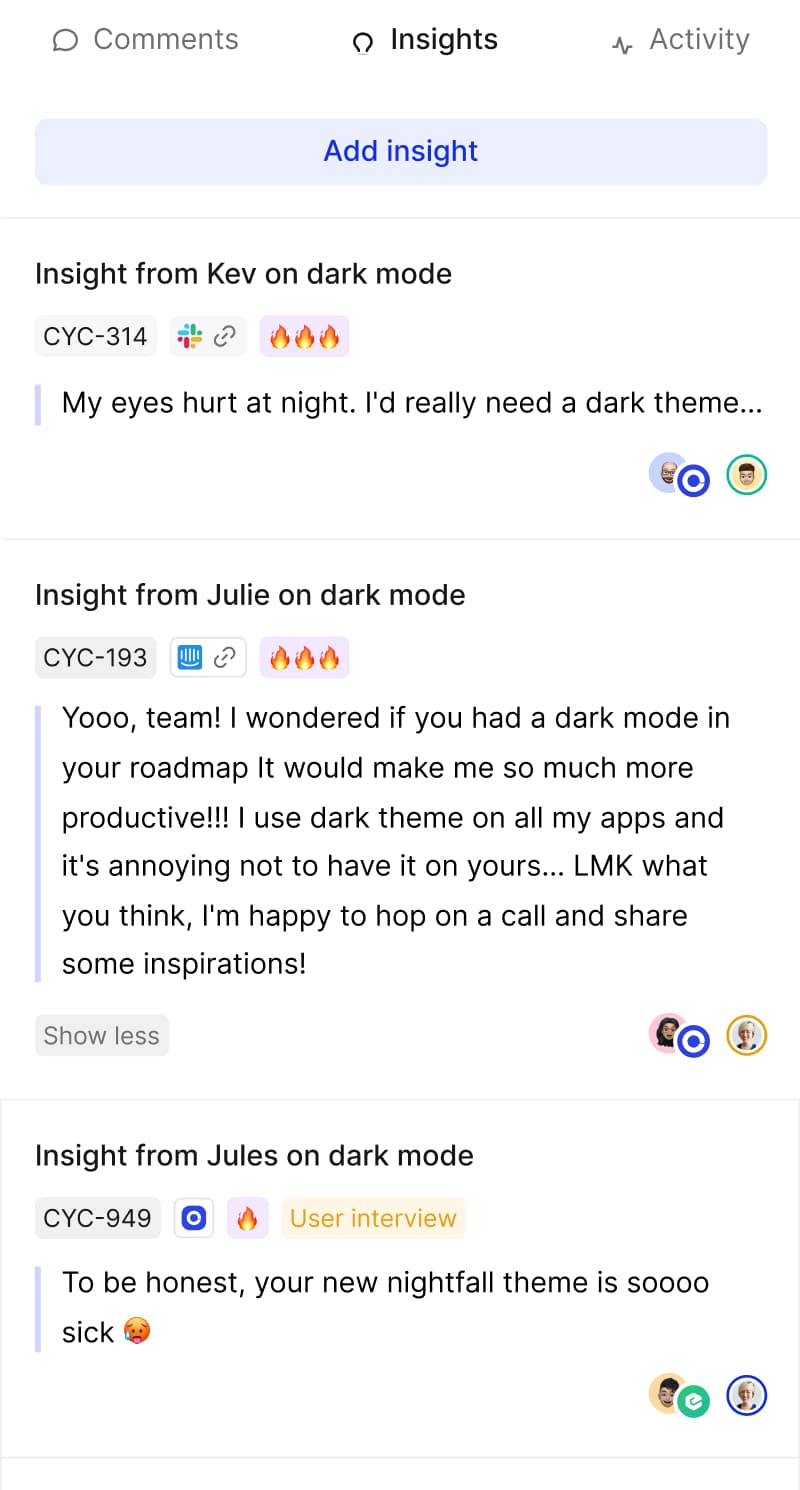 Comments
Insights
Activity
Add insight
Insight from Kev on dark mode
CYC-314
My eyes hurt at night. I'd really need a dark theme...
Insight from Julie on dark mode
CYC-193
Yooo, team! I wondered if you had a dark mode in
your roadmap It would make me so much more
productive!!! I use dark theme on all my apps and
it's annoying not to have it on yours... LMK what
you think, I'm happy to hop on a call and share
some inspirations!
Show less
Insight from Jules on dark mode
CYC-949
User interview
To be honest, your new nightfall theme is soooo
sick 🥵